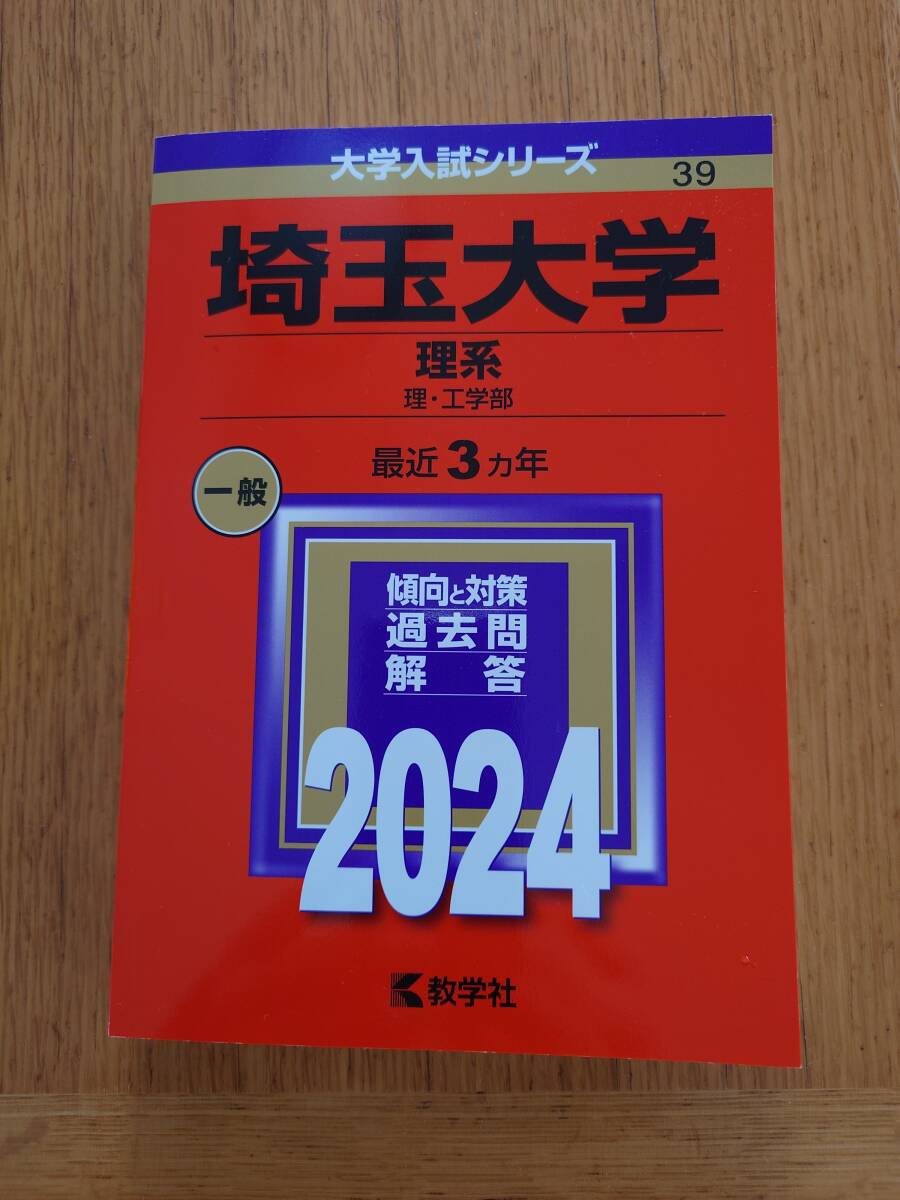 大学入試シリーズ
39
埼玉大学
理系
理・工学部
最近3カ年
一般
傾向と対策
過去問
解答
2024
教学社